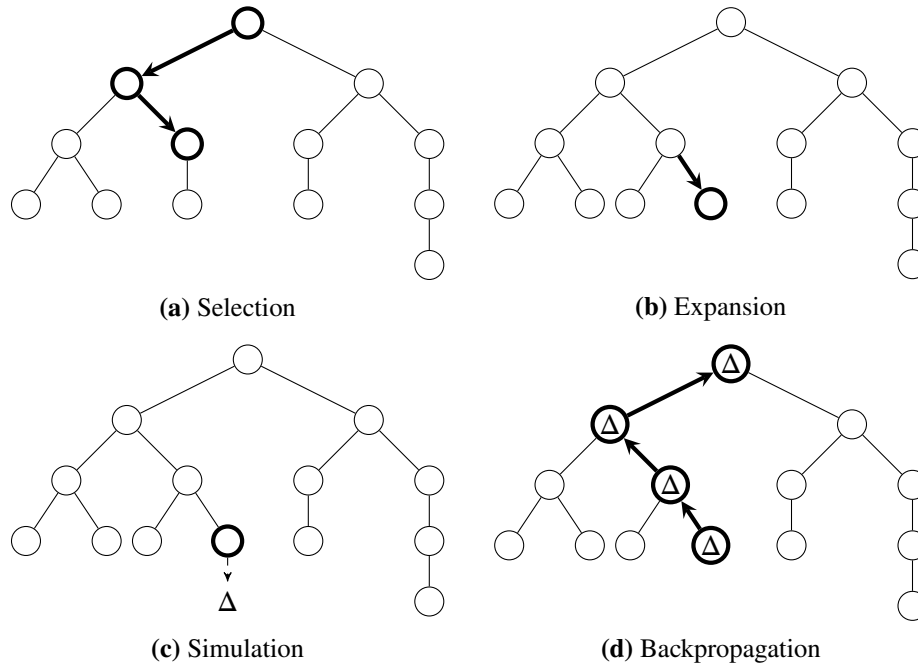 (a) Selection
(b) Expansion
Δ
(c) Simulation
Δ
Δ
Δ
Δ
(d) Backpropagation